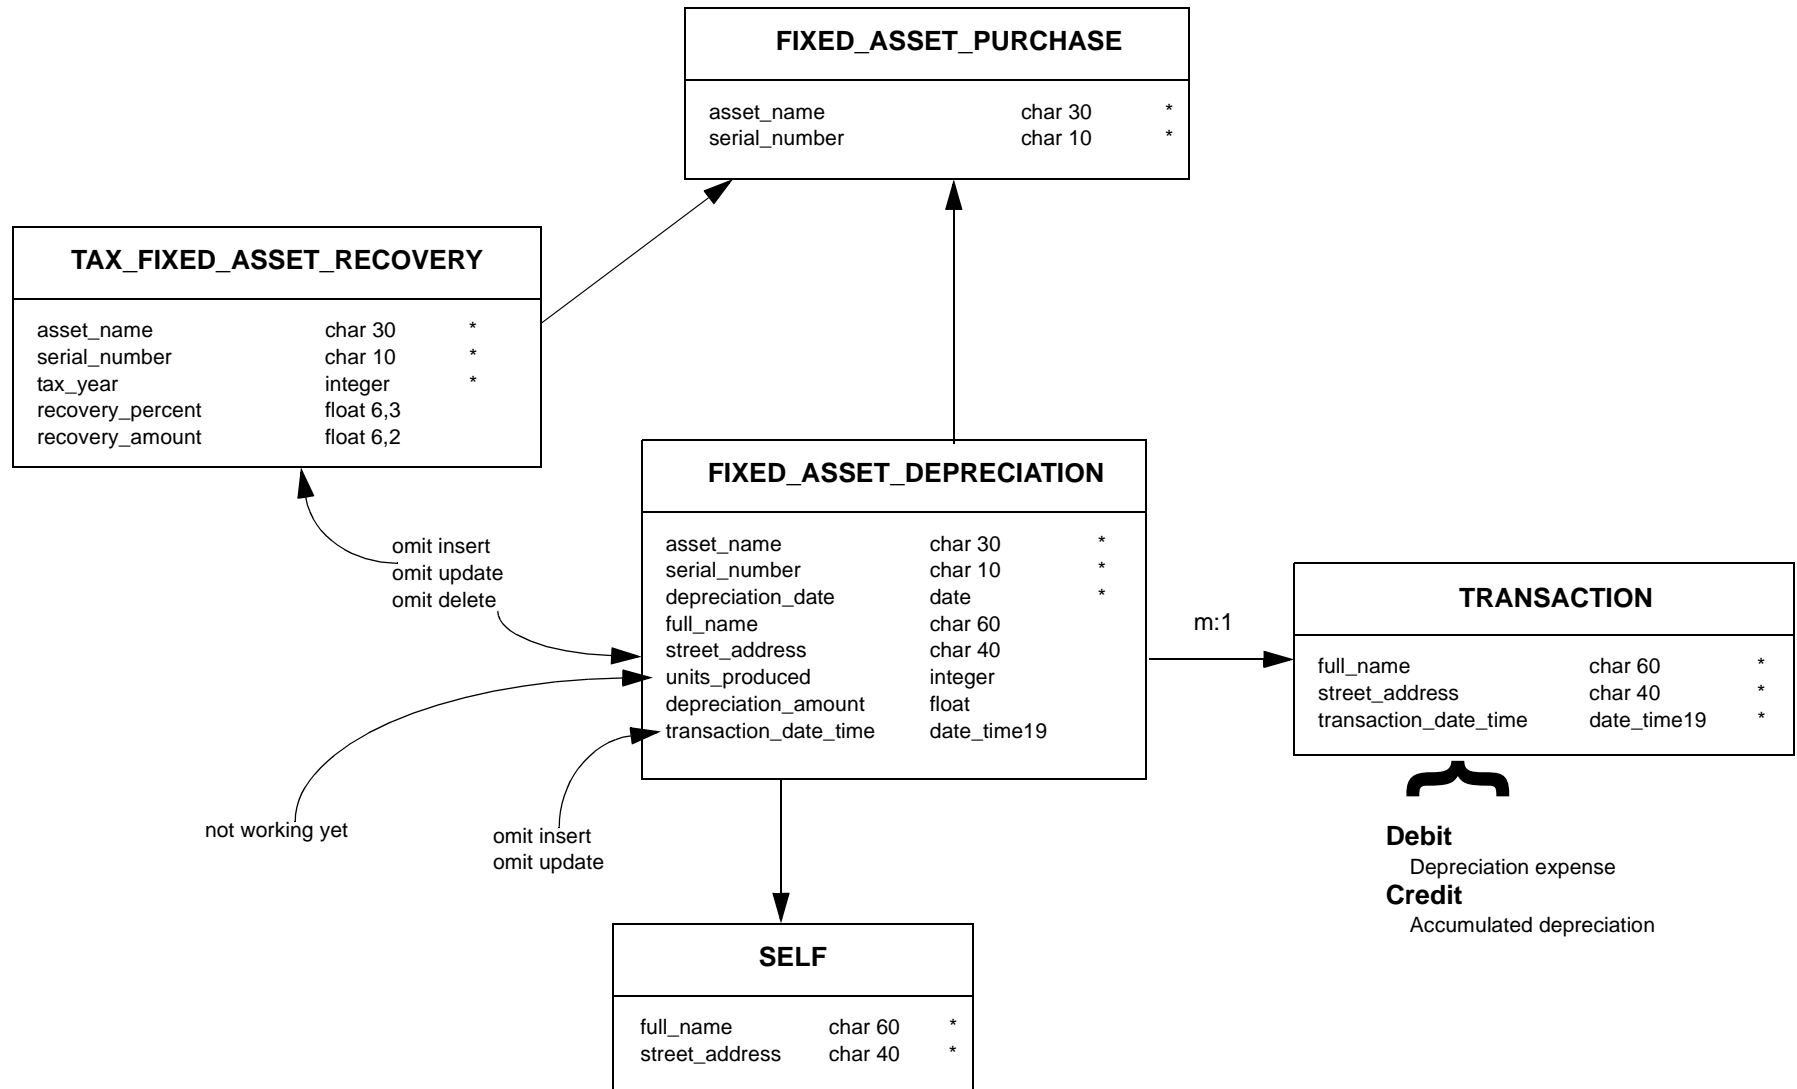 FIXED_ASSET_PURCHASE
asset_name char 30 *
serial_number char 10 *
TAX_FIXED_ASSET_RECOVERY
asset_name char 30 *
serial_number char 10 *
tax_year integer *
recovery_percent float 6,3
recovery_amount float 6,2
omit insert
omit update
omit delete
FIXED_ASSET_DEPRECIATION
asset_name char 30 *
serial_number char 10 *
depreciation_date date *
full_name char 60
street_address char 40
units_produced integer
depreciation_amount float
transaction_date_time date_time19
m:1
TRANSACTION
full_name char 60 *
street_address char 40 *
transaction_date_time date_time19 *
Debit
Depreciation expense
Credit
Accumulated depreciation
not working yet
omit insert
omit update
SELF
full_name char 60 *
street_address char 40 *